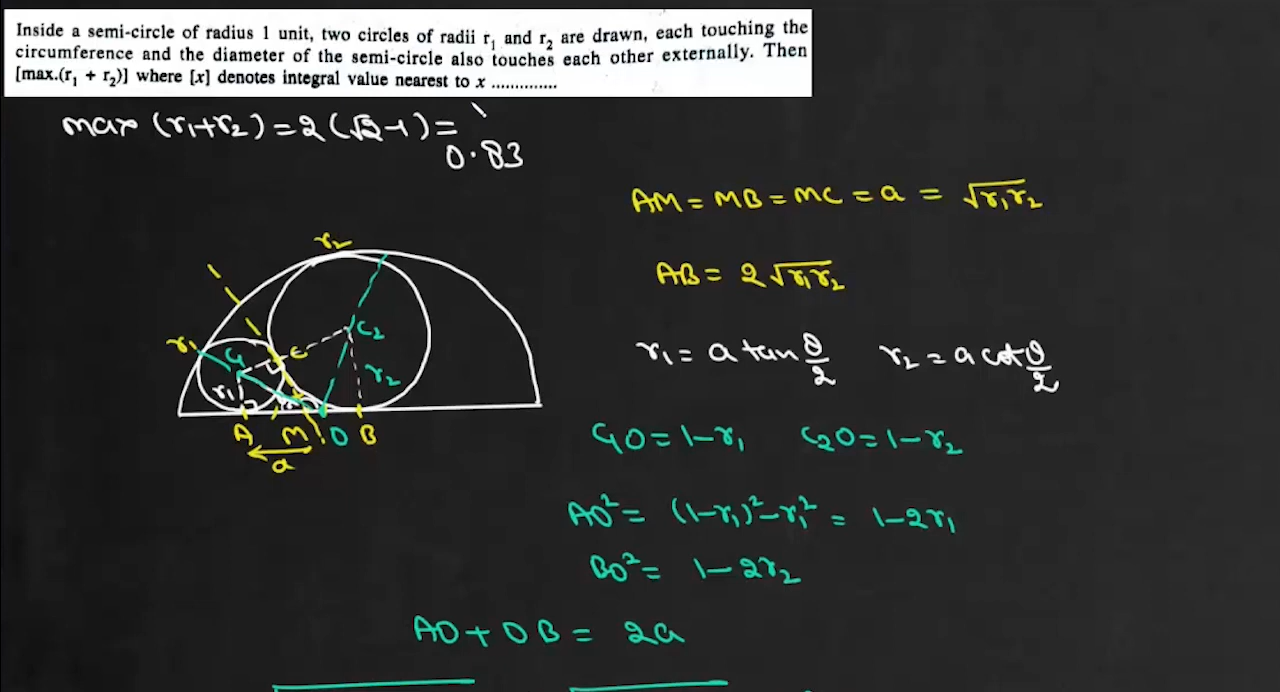 Inside a semi-circle of radius 1 unit, two circles of radii r₁ and r₂ are drawn, each touching the
circumference and the diameter of the semi-circle also touches each other externally. Then
[max.(r₁ + r₂)] where [x] denotes integral value nearest to x ..............
max (r₁+r₂) = 2(√2-1) =
0.83
AM = MB = MC = a = √r₁r₂
r₂
AB = 2√r₁r₂
r₁ C₁ C C₂
r₁ r₂
r₁ = a tan θ/2 r₂ = a cot θ/2
A M O B
a
C₁O = 1-r₁ C₂O = 1-r₂
AO² = (1-r₁)²-r₁² = 1-2r₁
BO² = 1-2r₂
AO + OB = 2a